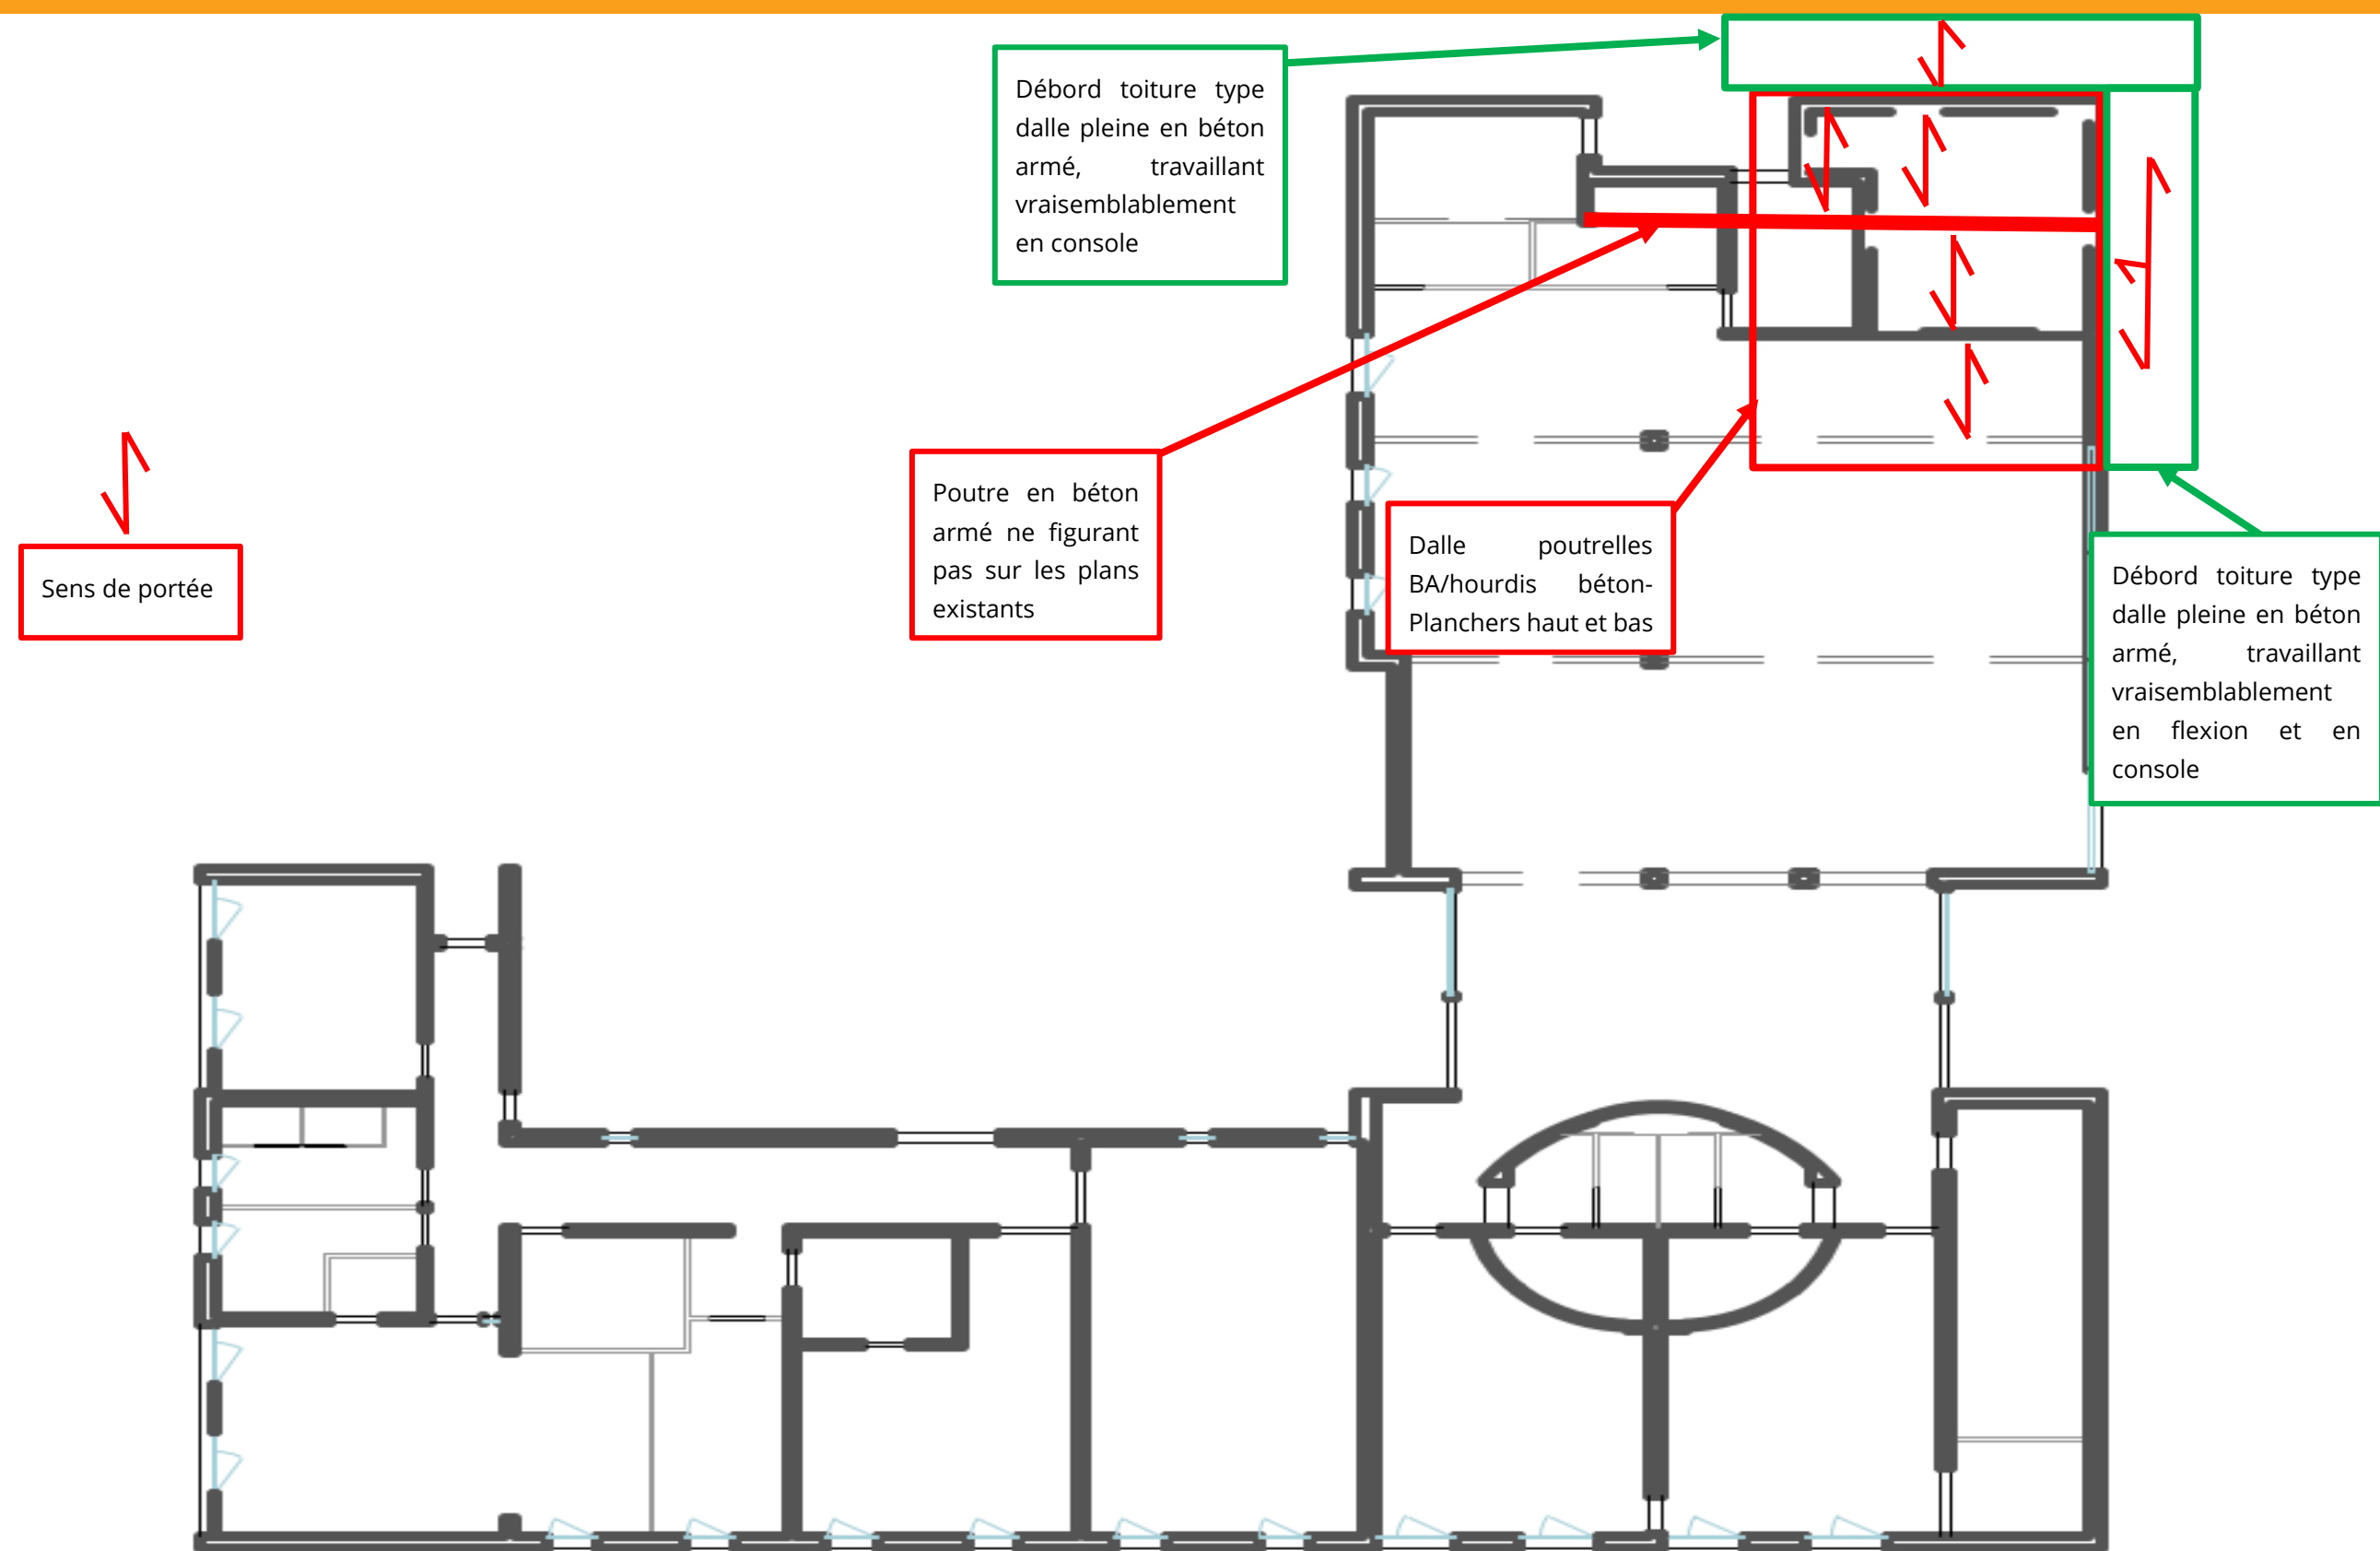 Débord toiture type
dalle pleine en béton
armé, travaillant
vraisemblablement
en console
Poutre en béton
armé ne figurant
pas sur les plans
existants
Dalle poutrelles
BA/hourdis béton-
Planchers haut et bas
Sens de portée
Débord toiture type
dalle pleine en béton
armé, travaillant
vraisemblablement
en flexion et en
console